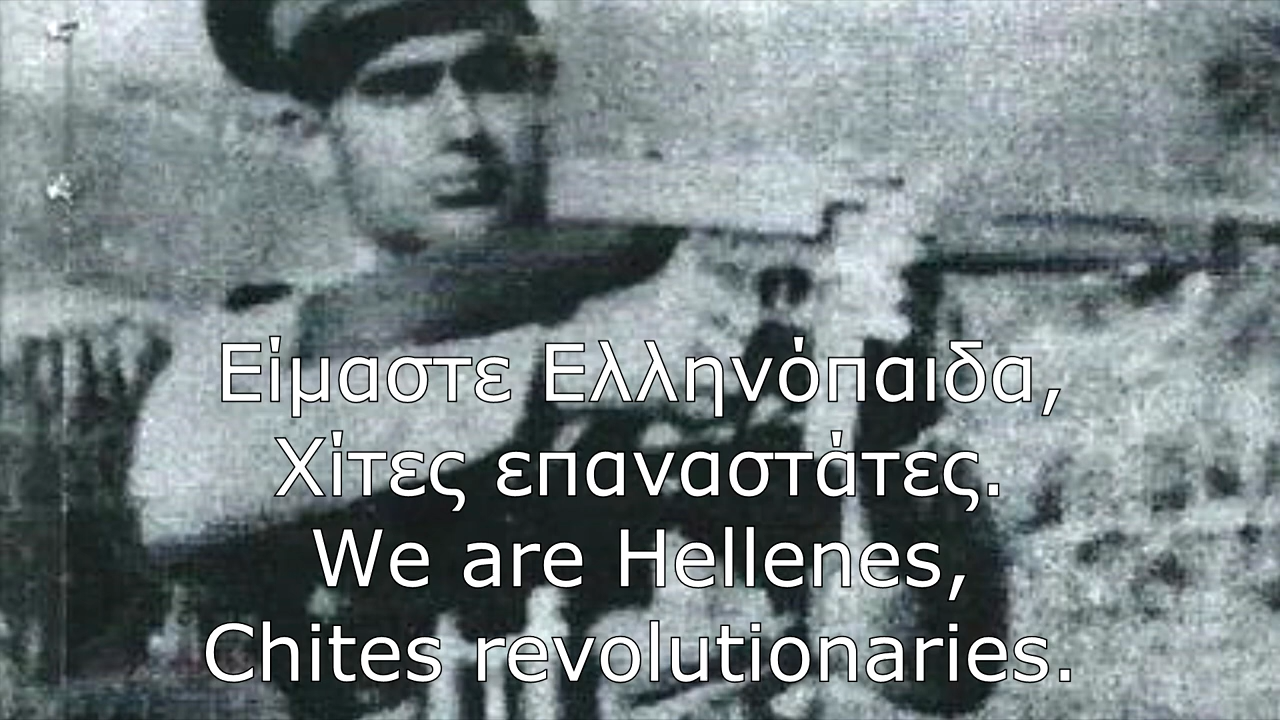 Είμαστε Ελληνόπαιδα,
Χίτες επαναστάτες.
We are Hellenes,
Chites revolutionaries.